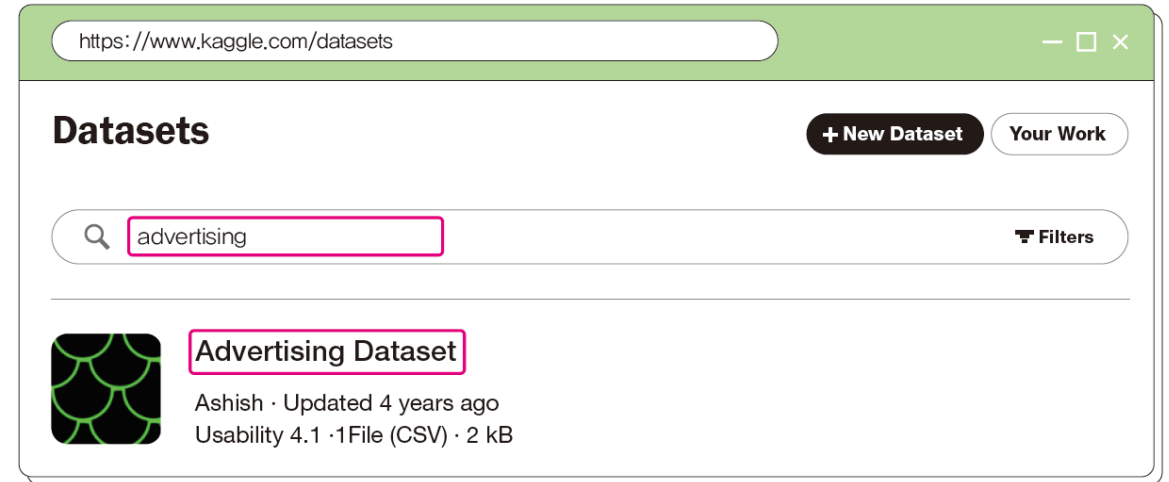 https://www.kaggle.com/datasets
Datasets
+ New Dataset
Your Work
advertising
Filters
Advertising Dataset
Ashish · Updated 4 years ago
Usability 4.1 ·1File (CSV) · 2 kB